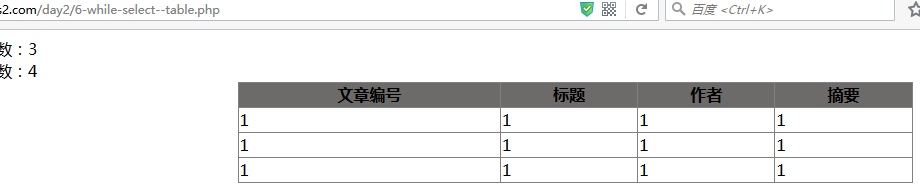 s2.com/day2/6-while-select--table.php 百度 <Ctrl+K>
数：3
数：4
文章编号 标题 作者 摘要
1 1 1 1
1 1 1 1
1 1 1 1